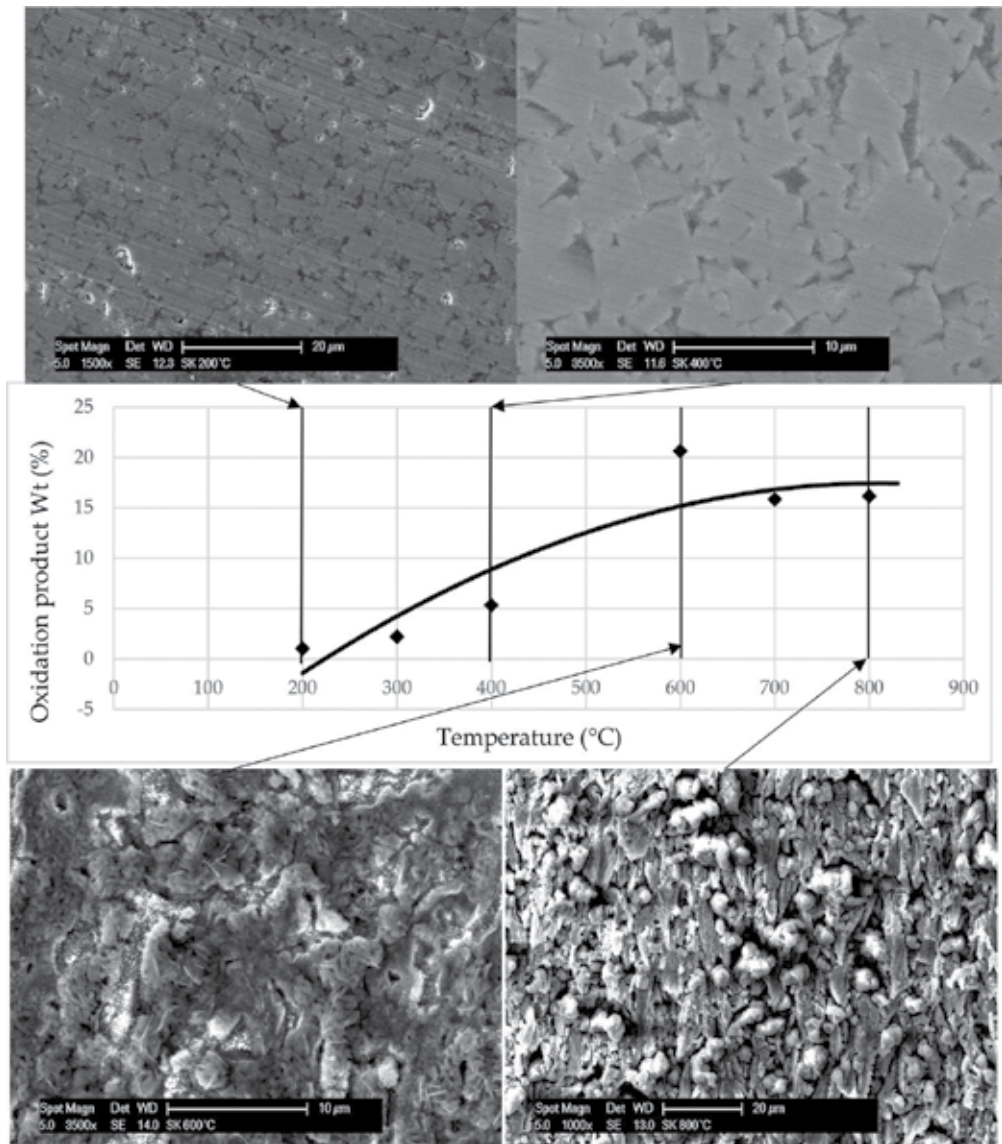 Spot Magn Det WD 20 µm
5.0 1500x SE 12.3 SK 200°C
Spot Magn Det WD 10 µm
5.0 3500x SE 11.6 SK 400°C
25
20
15
10
5
0
-5
Oxidation product Wt (%)
0 100 200 300 400 500 600 700 800 900
Temperature (°C)
Spot Magn Det WD 10 µm
5.0 3500x SE 14.0 SK 600°C
Spot Magn Det WD 20 µm
5.0 1000x SE 13.0 SK 800°C